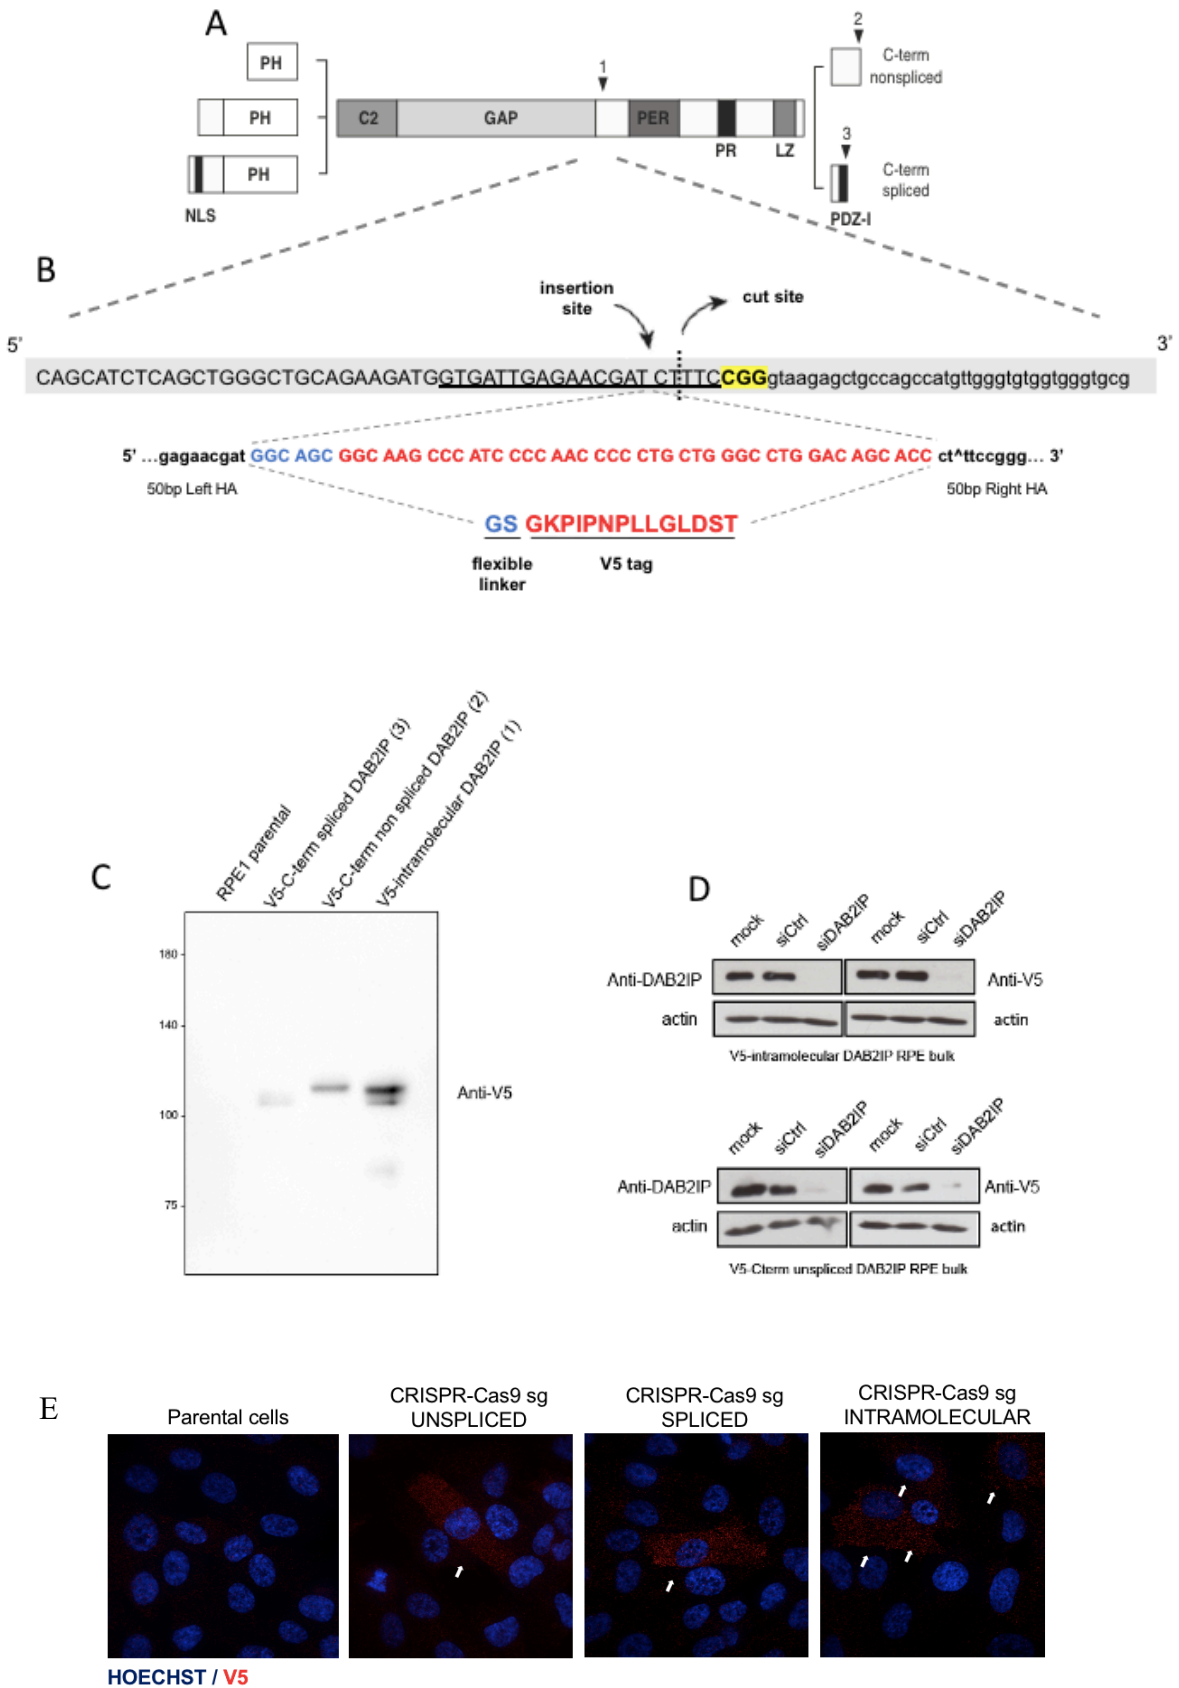 A
PH
PH
PH
NLS
C2
GAP
1
PER
PR
LZ
2
C-term
nonspliced
3
C-term
spliced
PDZ-I
B
insertion
site
cut site
5'
3'
CAGCATCTCAGCTGGGCTGCAGAAGATGGTGATTGAGAACGAT CTTTCCGGgtaagagctgccagccatgttgggtgtggtgggtgcg
5' ...gagaacgat GGC AGC GGC AAG CCC ATC CCC AAC CCC CTG CTG GGC CTG GAC AGC ACC ct^ttccggg... 3'
50bp Left HA
50bp Right HA
GS GKPIPNPLLGLDST
flexible
linker
V5 tag
C
RPE1 parental
V5-C-term spliced DAB2IP (3)
V5-C-term non spliced DAB2IP (2)
V5-intramolecular DAB2IP (1)
180
140
100
75
Anti-V5
D
mock
siCtrl
siDAB2IP
mock
siCtrl
siDAB2IP
Anti-DAB2IP
Anti-V5
actin
actin
V5-intramolecular DAB2IP RPE bulk
mock
siCtrl
siDAB2IP
mock
siCtrl
siDAB2IP
Anti-DAB2IP
Anti-V5
actin
actin
V5-Cterm unspliced DAB2IP RPE bulk
E
Parental cells
CRISPR-Cas9 sg
UNSPLICED
CRISPR-Cas9 sg
SPLICED
CRISPR-Cas9 sg
INTRAMOLECULAR
HOECHST / V5